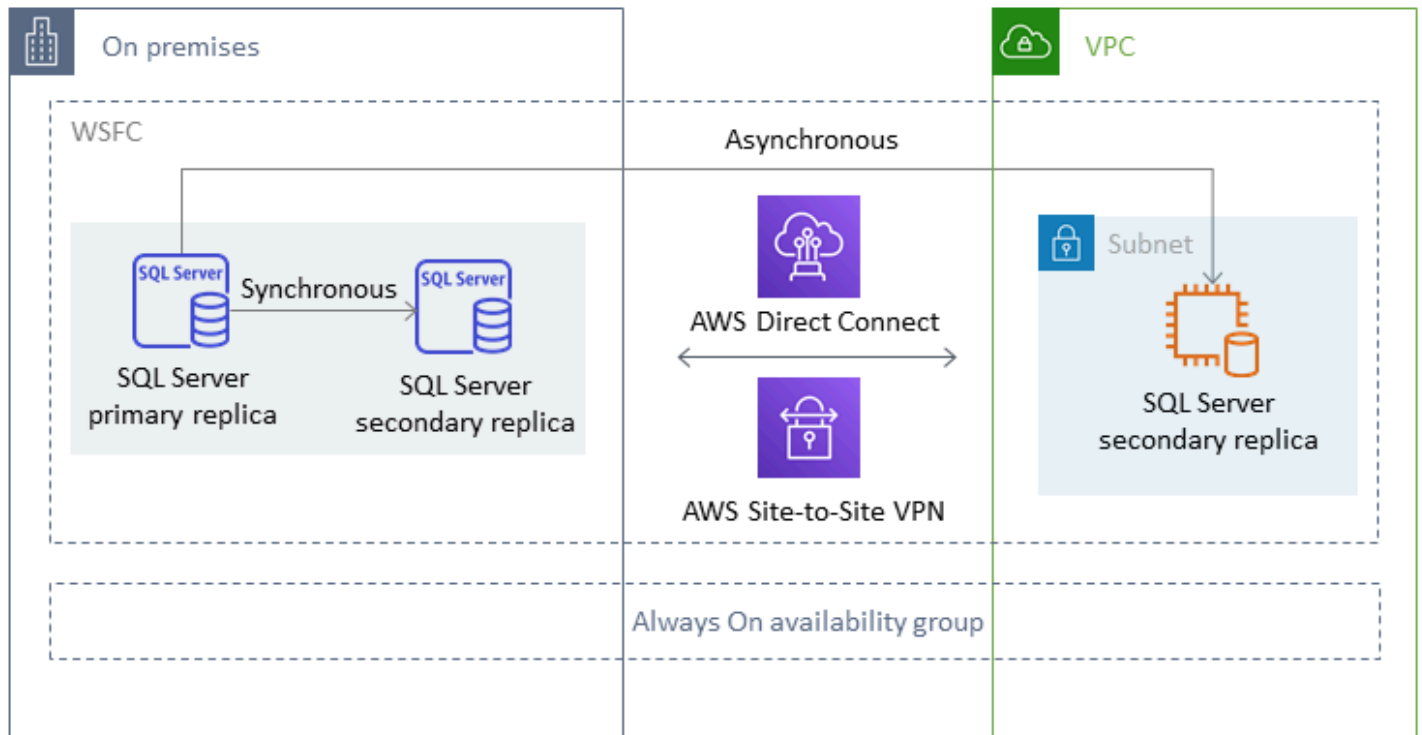 On premises
VPC
WSFC
Asynchronous
Subnet
SQL Server
Synchronous
SQL Server
AWS Direct Connect
SQL Server
primary replica
SQL Server
secondary replica
SQL Server
secondary replica
AWS Site-to-Site VPN
Always On availability group